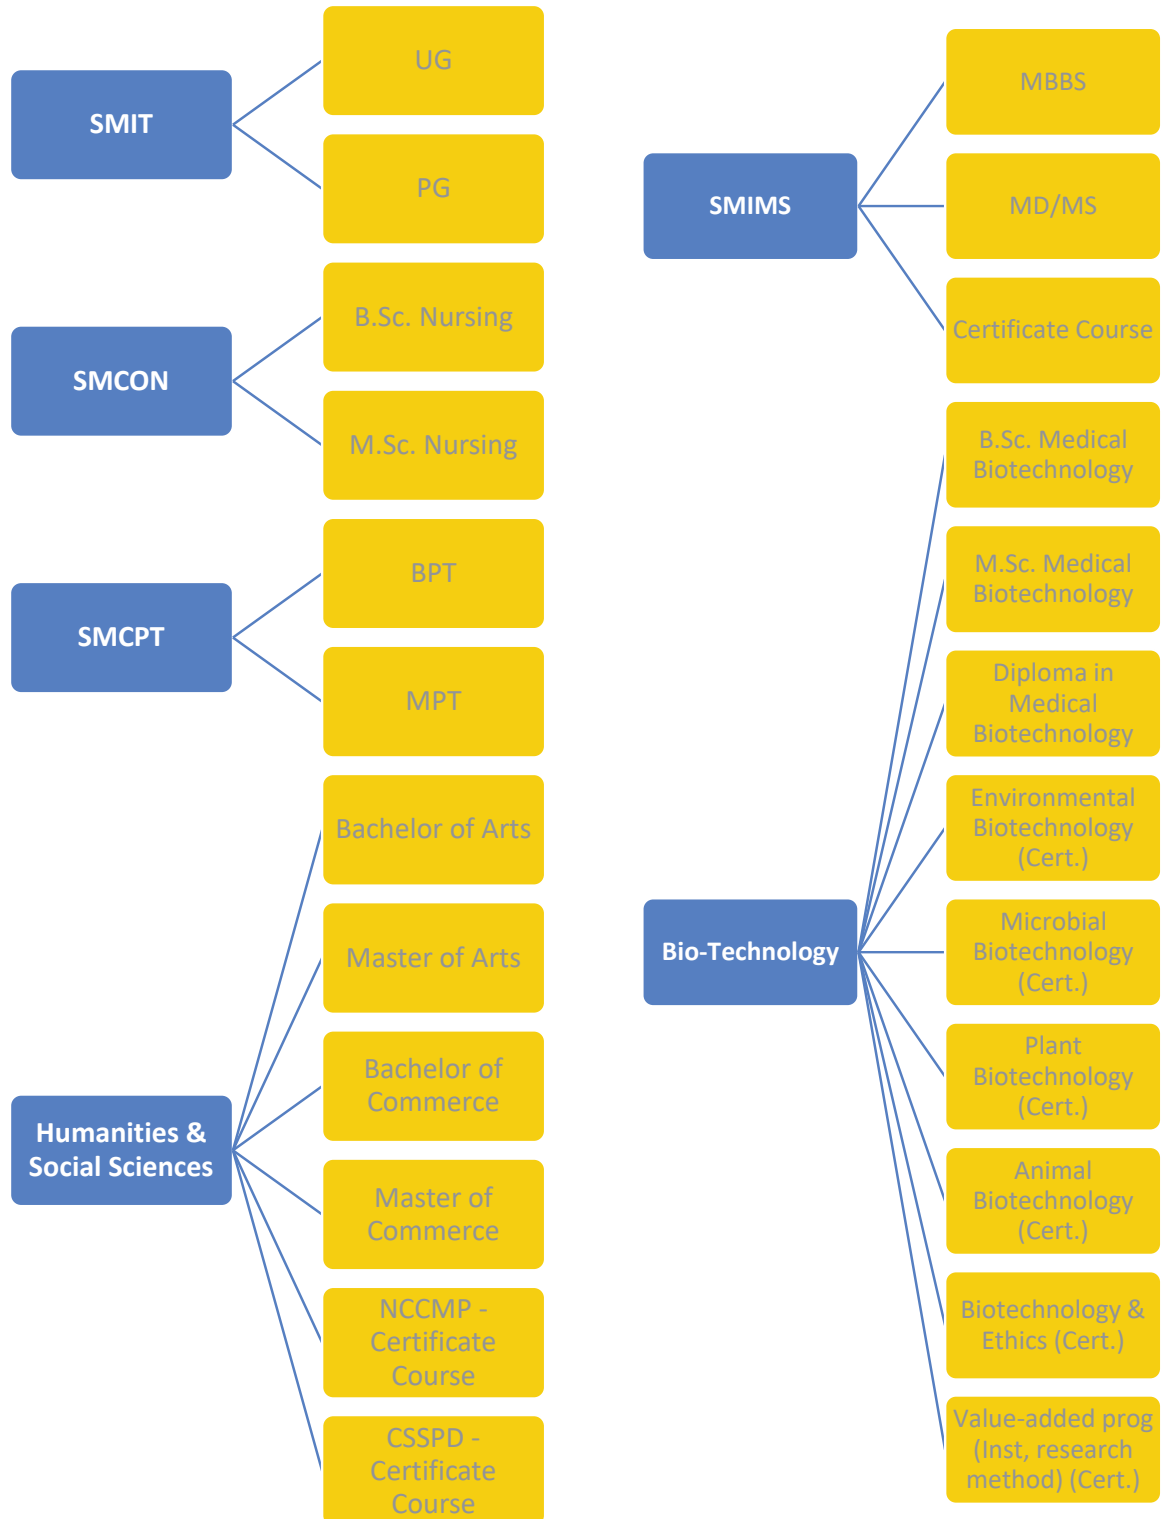 SMIT
UG
PG
SMCON
B.Sc. Nursing
M.Sc. Nursing
SMCPT
BPT
MPT
Humanities &
Social Sciences
Bachelor of Arts
Master of Arts
Bachelor of
Commerce
Master of
Commerce
NCCMP -
Certificate
Course
CSSPD -
Certificate
Course
SMIMS
MBBS
MD/MS
Certificate Course
Bio-Technology
B.Sc. Medical
Biotechnology
M.Sc. Medical
Biotechnology
Diploma in
Medical
Biotechnology
Environmental
Biotechnology
(Cert.)
Microbial
Biotechnology
(Cert.)
Plant
Biotechnology
(Cert.)
Animal
Biotechnology
(Cert.)
Biotechnology &
Ethics (Cert.)
Value-added prog
(Inst, research
method) (Cert.)